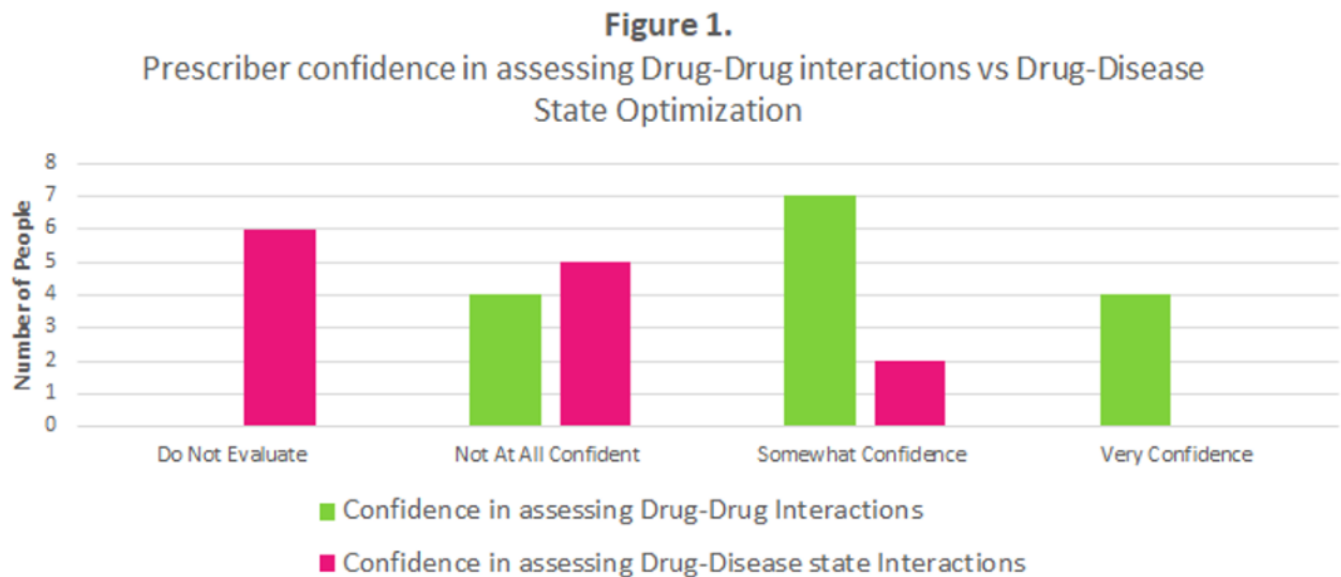 Figure 1.
Prescriber confidence in assessing Drug-Drug interactions vs Drug-Disease
State Optimization
8
7
6
5
4
3
2
1
0
Number of People
Do Not Evaluate
Not At All Confident
Somewhat Confidence
Very Confidence
Confidence in assessing Drug-Drug Interactions
Confidence in assessing Drug-Disease state Interactions